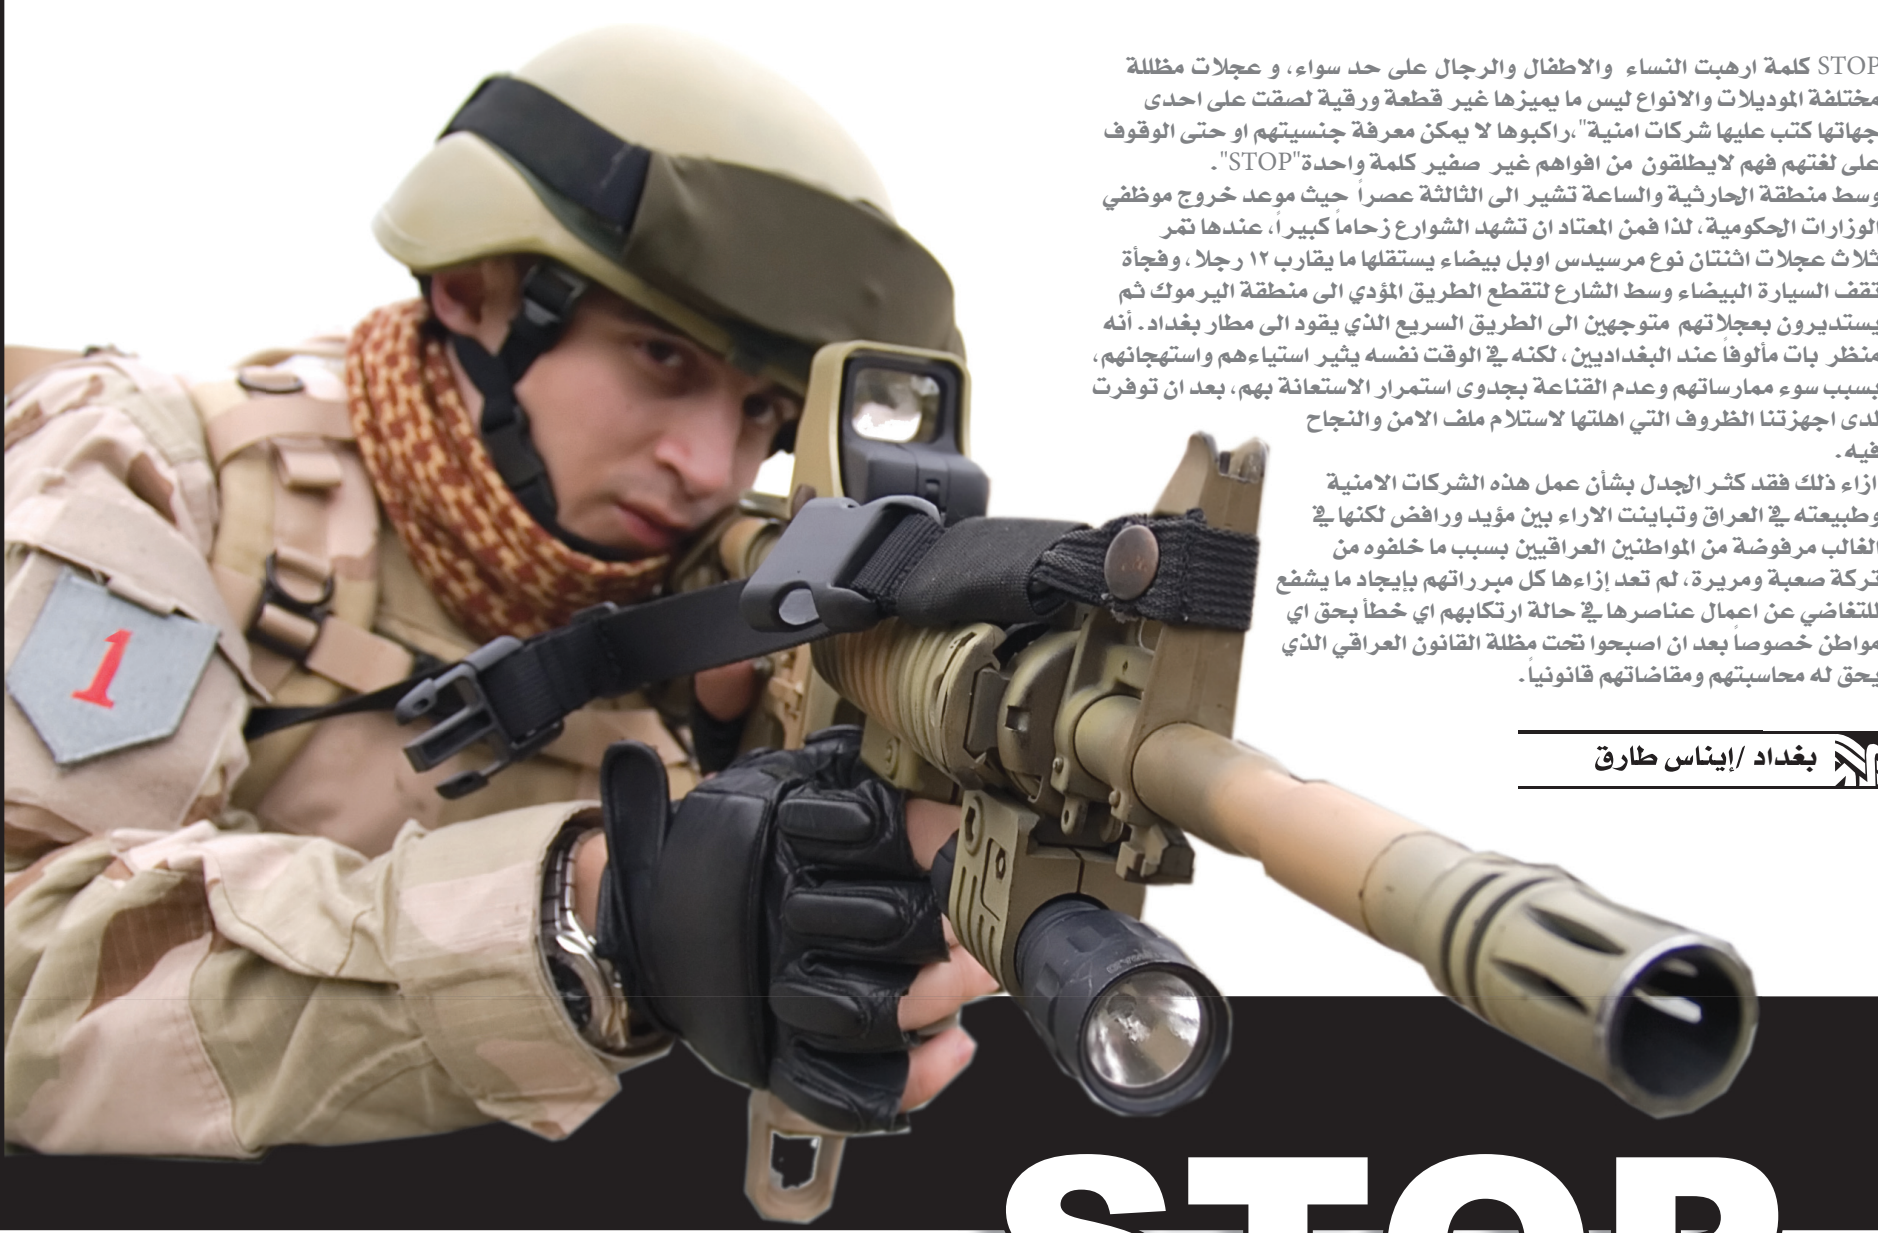 STOP كلمة ارهبت النساء والاطفال والرجال على حد سواء، و عجلات مظللة
مختلفة الموديلات والانواع ليس ما يميزها غير قطعة ورقية لصقت على احدى
جهاتها كتب عليها شركات امنية"،راكبوها لا يمكن معرفة جنسيتهم او حتى الوقوف
على لغتهم فهم لايطلقون من افواهم غير صفير كلمة واحدة"STOP".
وسط منطقة الحارثية والساعة تشير الى الثالثة عصراً حيث موعد خروج موظفي
الوزارات الحكومية، لذا فمن المعتاد ان تشهد الشوارع زحاماً كبيراً، عندها تمر
ثلاث عجلات اثنتان نوع مرسيدس اوبل بيضاء يستقلها ما يقارب ١٢ رجلا، وفجأة
تقف السيارة البيضاء وسط الشارع لتقطع الطريق المؤدي الى منطقة اليرموك ثم
يستديرون بعجلاتهم متوجهين الى الطريق السريع الذي يقود الى مطار بغداد. أنه
منظر بات مألوفاً عند البغداديين، لكنه في الوقت نفسه يثير استياءهم واستهجانهم،
بسبب سوء ممارساتهم وعدم القناعة بجدوى استمرار الاستعانة بهم، بعد ان توفرت
لدى اجهزتنا الظروف التي اهلتها لاستلام ملف الامن والنجاح
فيه.
ازاء ذلك فقد كثر الجدل بشأن عمل هذه الشركات الامنية
وطبيعته في العراق وتباينت الاراء بين مؤيد ورافض لكنها في
الغالب مرفوضة من المواطنين العراقيين بسبب ما خلفوه من
تركة صعبة ومريرة، لم تعد إزاءها كل مبرراتهم بإيجاد ما يشفع
للتغاضي عن اعمال عناصرها في حالة ارتكابهم اي خطأ بحق اي
مواطن خصوصاً بعد ان اصبحوا تحت مظلة القانون العراقي الذي
يحق له محاسبتهم ومقاضاتهم قانونياً.
بغداد /إيناس طارق
1
STOP